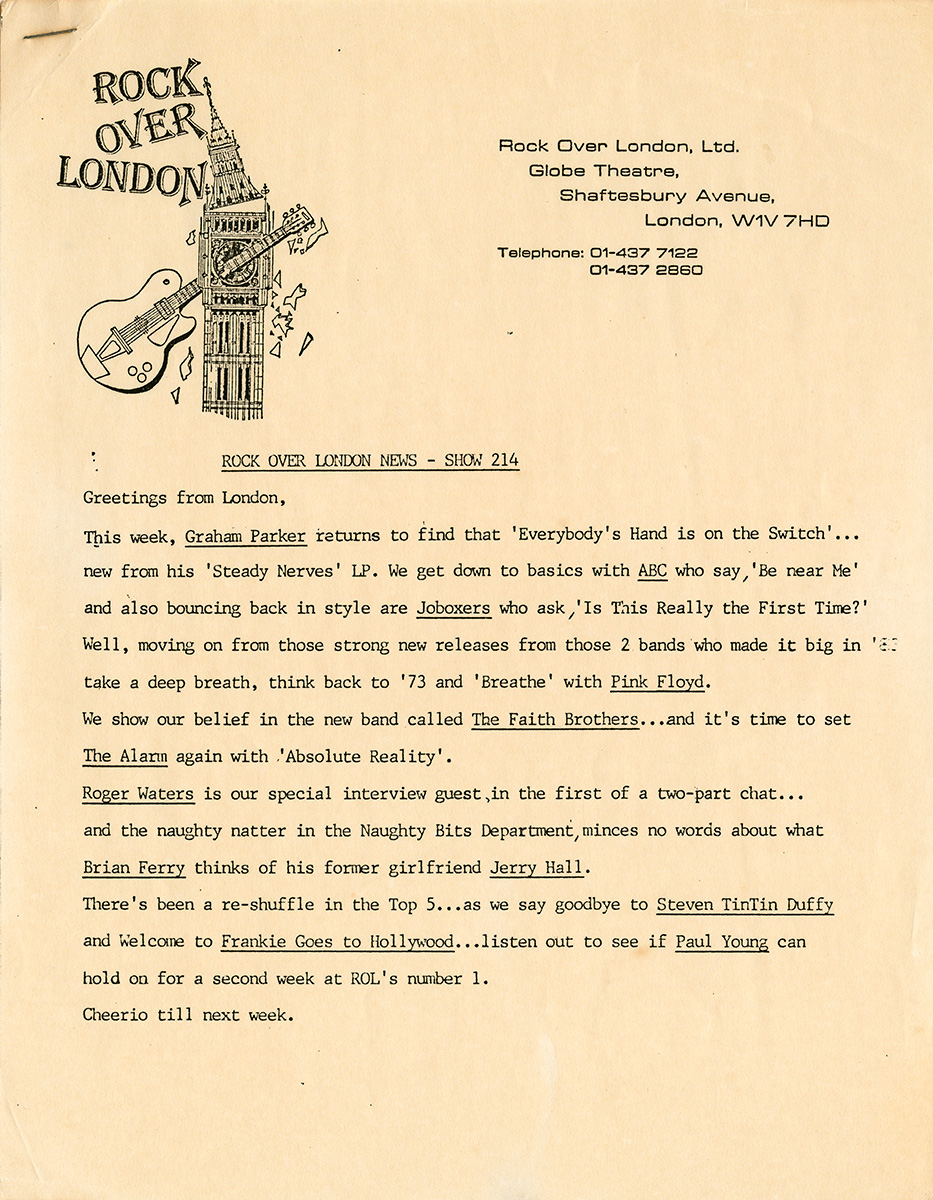 ROCK
OVER
LONDON
Rock Over London, Ltd.
Globe Theatre,
Shaftesbury Avenue,
London, W1V 7HD
Telephone: 01-437 7122
01-437 2860
ROCK OVER LONDON NEWS - SHOW 214
Greetings from London,
This week, Graham Parker returns to find that 'Everybody's Hand is on the Switch'...
new from his 'Steady Nerves' LP. We get down to basics with ABC who say,'Be near Me'
and also bouncing back in style are Joboxers who ask,'Is This Really the First Time?'
Well, moving on from those strong new releases from those 2 bands who made it big in
take a deep breath, think back to '73 and 'Breathe' with Pink Floyd.
We show our belief in the new band called The Faith Brothers...and it's time to set
The Alarm again with 'Absolute Reality'.
Roger Waters is our special interview guest,in the first of a two-part chat...
and the naughty natter in the Naughty Bits Department,minces no words about what
Brian Ferry thinks of his former girlfriend Jerry Hall.
There's been a re-shuffle in the Top 5...as we say goodbye to Steven TinTin Duffy
and Welcome to Frankie Goes to Hollywood...listen out to see if Paul Young can
hold on for a second week at ROL's number 1.
Cheerio till next week.